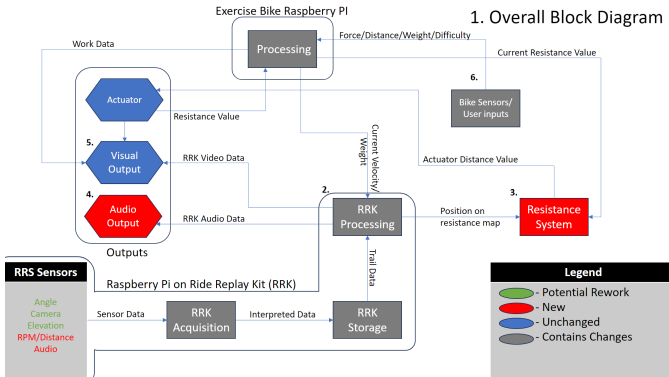 1. Overall Block Diagram
Exercise Bike Raspberry PI
Work Data
Processing
Force/Distance/Weight/Difficulty
Current Resistance Value
6.
Bike Sensors/
User inputs
Actuator
Resistance Value
5.
Visual
Output
RRK Video Data
Current Velocity/
Weight
Actuator Distance Value
4.
Audio
Output
RRK Audio Data
Outputs
2.
RRK
Processing
Position on
resistance map
3.
Resistance
System
Trail Data
RRS Sensors
Angle
Camera
Elevation
RPM/Distance
Audio
Raspberry Pi on Ride Replay Kit (RRK)
Sensor Data
RRK
Acquisition
Interpreted Data
RRK
Storage
Legend
- Potential Rework
- New
- Unchanged
- Contains Changes